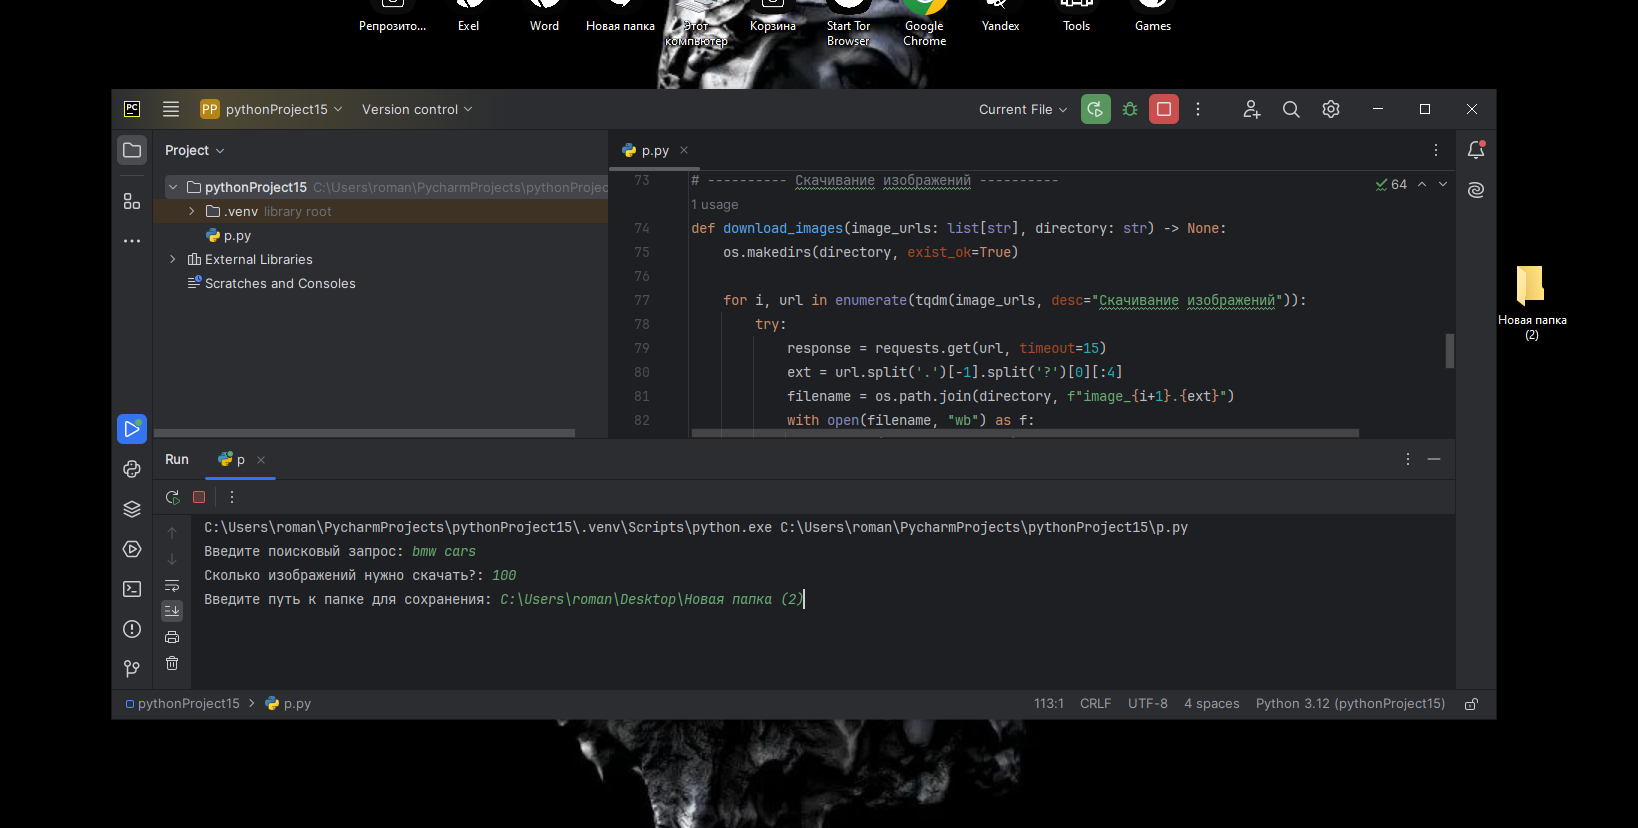 Репрозито...
Exel
Word
Новая папка
Этот компьютер
Корзина
Start Tor Browser
Google Chrome
Yandex
Tools
Games
PC
PP pythonProject15
Version control
Current File
Project
p.py
pythonProject15 C:\Users\roman\PycharmProjects\pythonProjec
.venv library root
p.py
External Libraries
Scratches and Consoles
64
73 # ---------- Скачивание изображений ----------
1 usage
74 def download_images(image_urls: list[str], directory: str) -> None:
75 os.makedirs(directory, exist_ok=True)
76
77 for i, url in enumerate(tqdm(image_urls, desc="Скачивание изображений")):
78 try:
79 response = requests.get(url, timeout=15)
80 ext = url.split('.')[-1].split('?')[0][:4]
81 filename = os.path.join(directory, f"image_{i+1}.{ext}")
82 with open(filename, "wb") as f:
Новая папка
(2)
Run
p
C:\Users\roman\PycharmProjects\pythonProject15\.venv\Scripts\python.exe C:\Users\roman\PycharmProjects\pythonProject15\p.py
Введите поисковый запрос: bmw cars
Сколько изображений нужно скачать?: 100
Введите путь к папке для сохранения: C:\Users\roman\Desktop\Новая папка (2)
pythonProject15 > p.py
113:1 CRLF UTF-8 4 spaces Python 3.12 (pythonProject15)